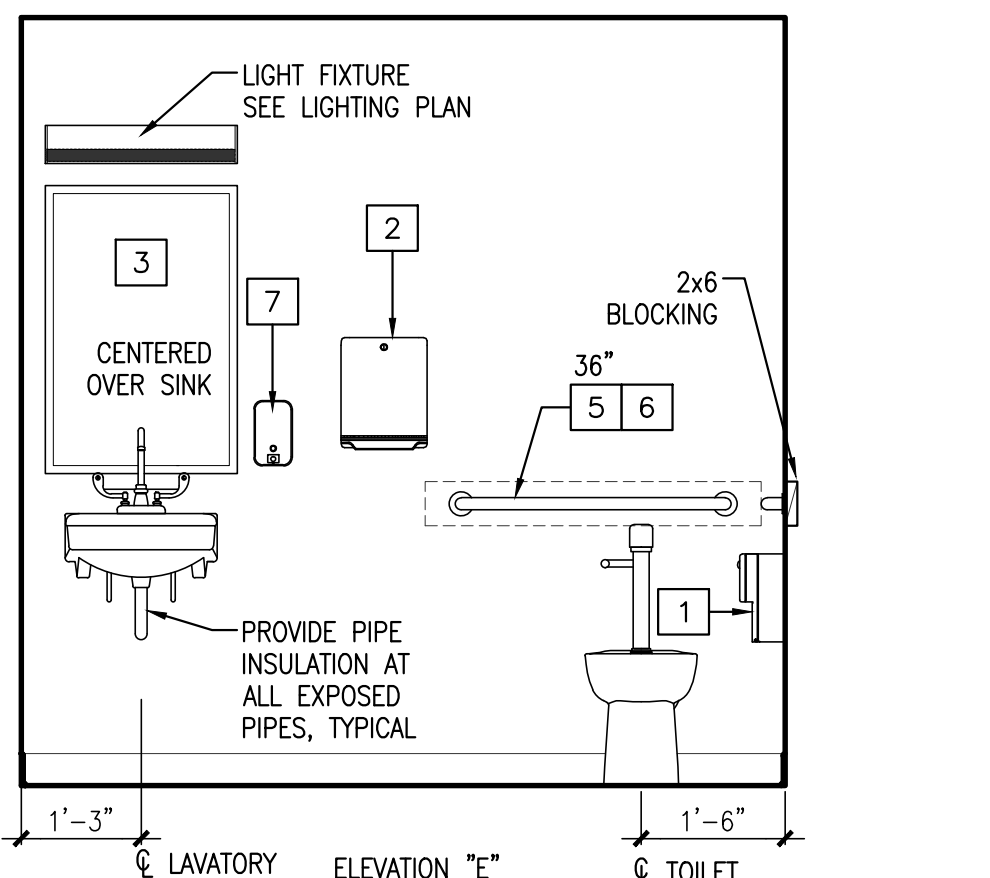 LIGHT FIXTURE
SEE LIGHTING PLAN
2
3
7
2x6
BLOCKING
CENTERED
OVER SINK
36”
5 6
1
PROVIDE PIPE
INSULATION AT
ALL EXPOSED
PIPES, TYPICAL
1’-3” 1’-6”
℄ LAVATORY ELEVATION ”E” ℄ TOILET